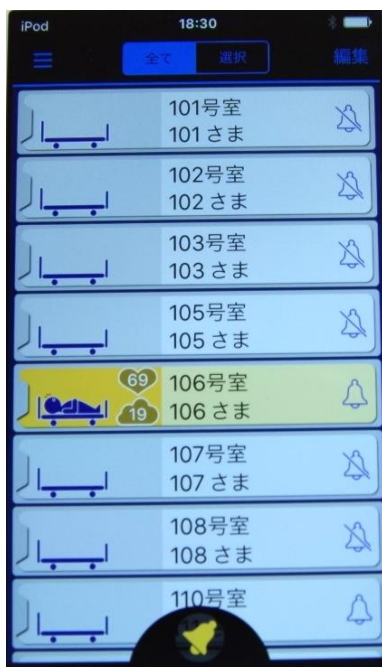 iPod 18:30
全て 選択 編集
101号室
101 さま
102号室
102 さま
103号室
103 さま
105号室
105 さま
69 106号室
19 106 さま
107号室
107 さま
108号室
108 さま
110号室